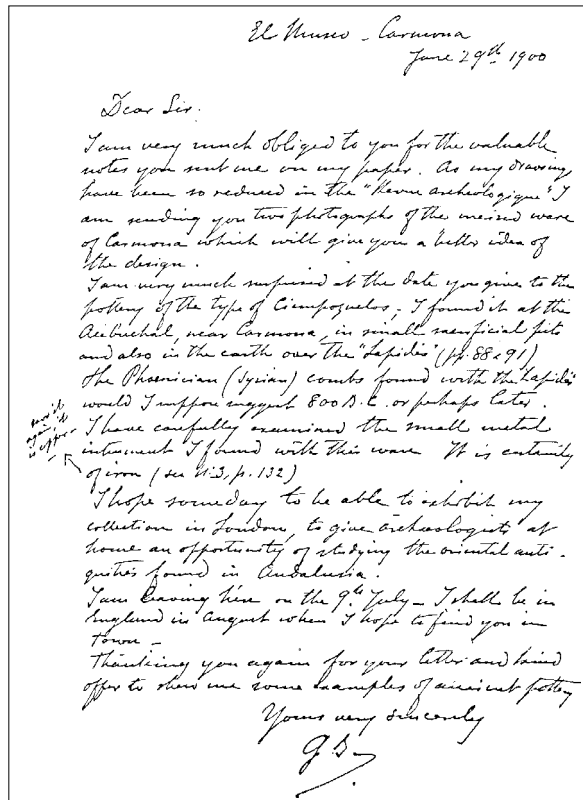 El Museo - Carmona
June 29th 1900
Dear Sir.
I am very much obliged to you for the valuable
notes you sent me on my paper. As my drawings
have been so reduced in the "Revue archeologique" I
am sending you two photographs of the incised ware
of Carmona which will give you a better idea of
the design.
I am very much surprised at the date you give to the
pottery of the type of Ciempozuelos. I found it at the
Acebuchal, near Carmona, in small sacrificial pits
and also in the earth over the "Lapidés" (pp. 88 & 91)
The Phoenician (Syrian) combs found with the "Lapidés"
would I suppose suggest 800 B.C. or perhaps later.
I have carefully examined the small metal
instrument I found with this ware It is certainly
of iron (see n. 3, p. 132)
again, it
is copper -
I hope someday to be able to exhibit my
collection in London, to give archaeologists at
home an opportunity of studying the oriental anti-
quities found in Andalusia.
I am leaving here on the 9th July - I shall be in
England in August when I hope to find you in
town -
Thanking you again for your letter and kind
offer to show me some examples of ancient pottery
Yours very sincerely
G B